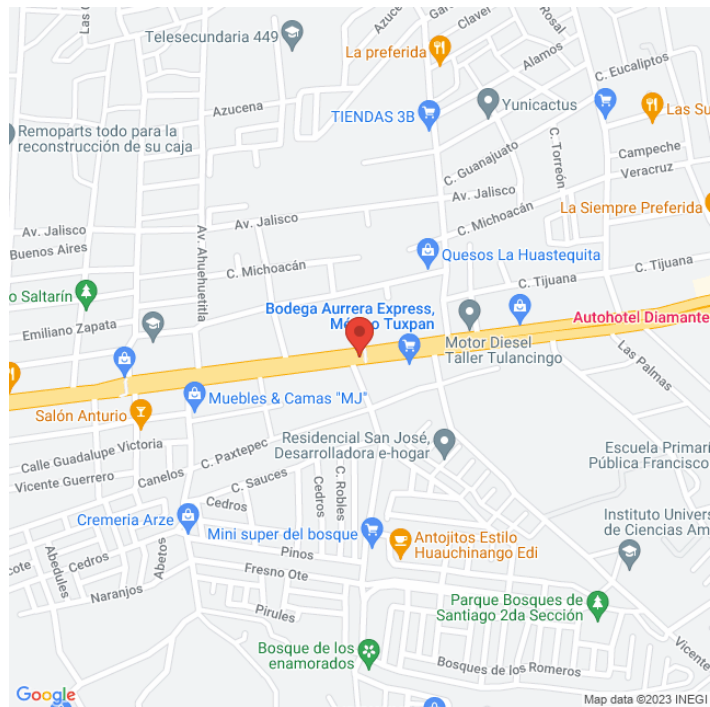 Azucena
Clavel
Rosal
Telesecundaria 449
La preferida
Alamos
C. Eucaliptos
Azucena
Yunicactus
TIENDAS 3B
Las Su
Remoparts todo para la
reconstrucción de su caja
C. Guanajuato
C. Torreón
Campeche
Veracruz
Av. Jalisco
Av. Jalisco
La Siempre Preferida
C. Michoacán
Av. Jalisco
Buenos Aires
Av. Ahuehuetitla
Quesos La Huastequita
C. Michoacán
C. Tijuana
C. Tijuana
o Saltarín
Bodega Aurrera Express,
México Tuxpan
Autohotel Diamante
Emiliano Zapata
Motor Diesel
Taller Tulancingo
Las Palmas
Muebles & Camas "MJ"
Salón Anturio
Residencial San José,
Desarrolladora e-hogar
Calle Guadalupe Victoria
Escuela Primari
Pública Francisco
Vicente Guerrero
Canelos
C. Paxtepec
C. Sauces
Cedros
C. Robles
Cedros
Instituto Univers
de Ciencias Am
Cremeria Arze
Mini super del bosque
Antojitos Estilo
Huauchinango Edi
Pinos
Cedros
Abetos
Abedules
Fresno Ote
Naranjos
Parque Bosques de
Santiago 2da Sección
Pirules
Vicente
Bosque de los
enamorados
Bosques de los Romeros
Google
Map data ©2023 INEGI